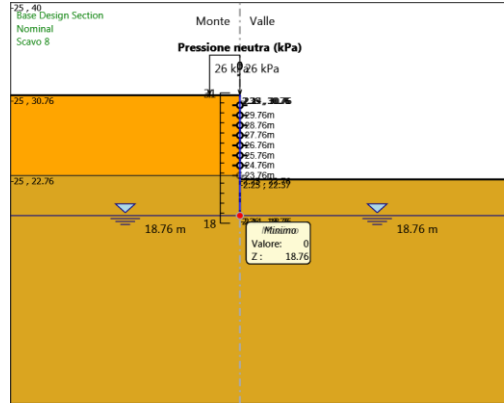 -25 , 40
Base Design Section
Nominal
Scavo 8
Monte
Valle
Pressione neutra (kPa)
26 kPa
26 kPa
-25 , 30.76
29.76m
28.76m
27.76m
26.76m
25.76m
24.76m
23.76m
-25 , 22.76
18
18.76 m
18.76 m
Minimo
Valore: 0
Z : 18.76